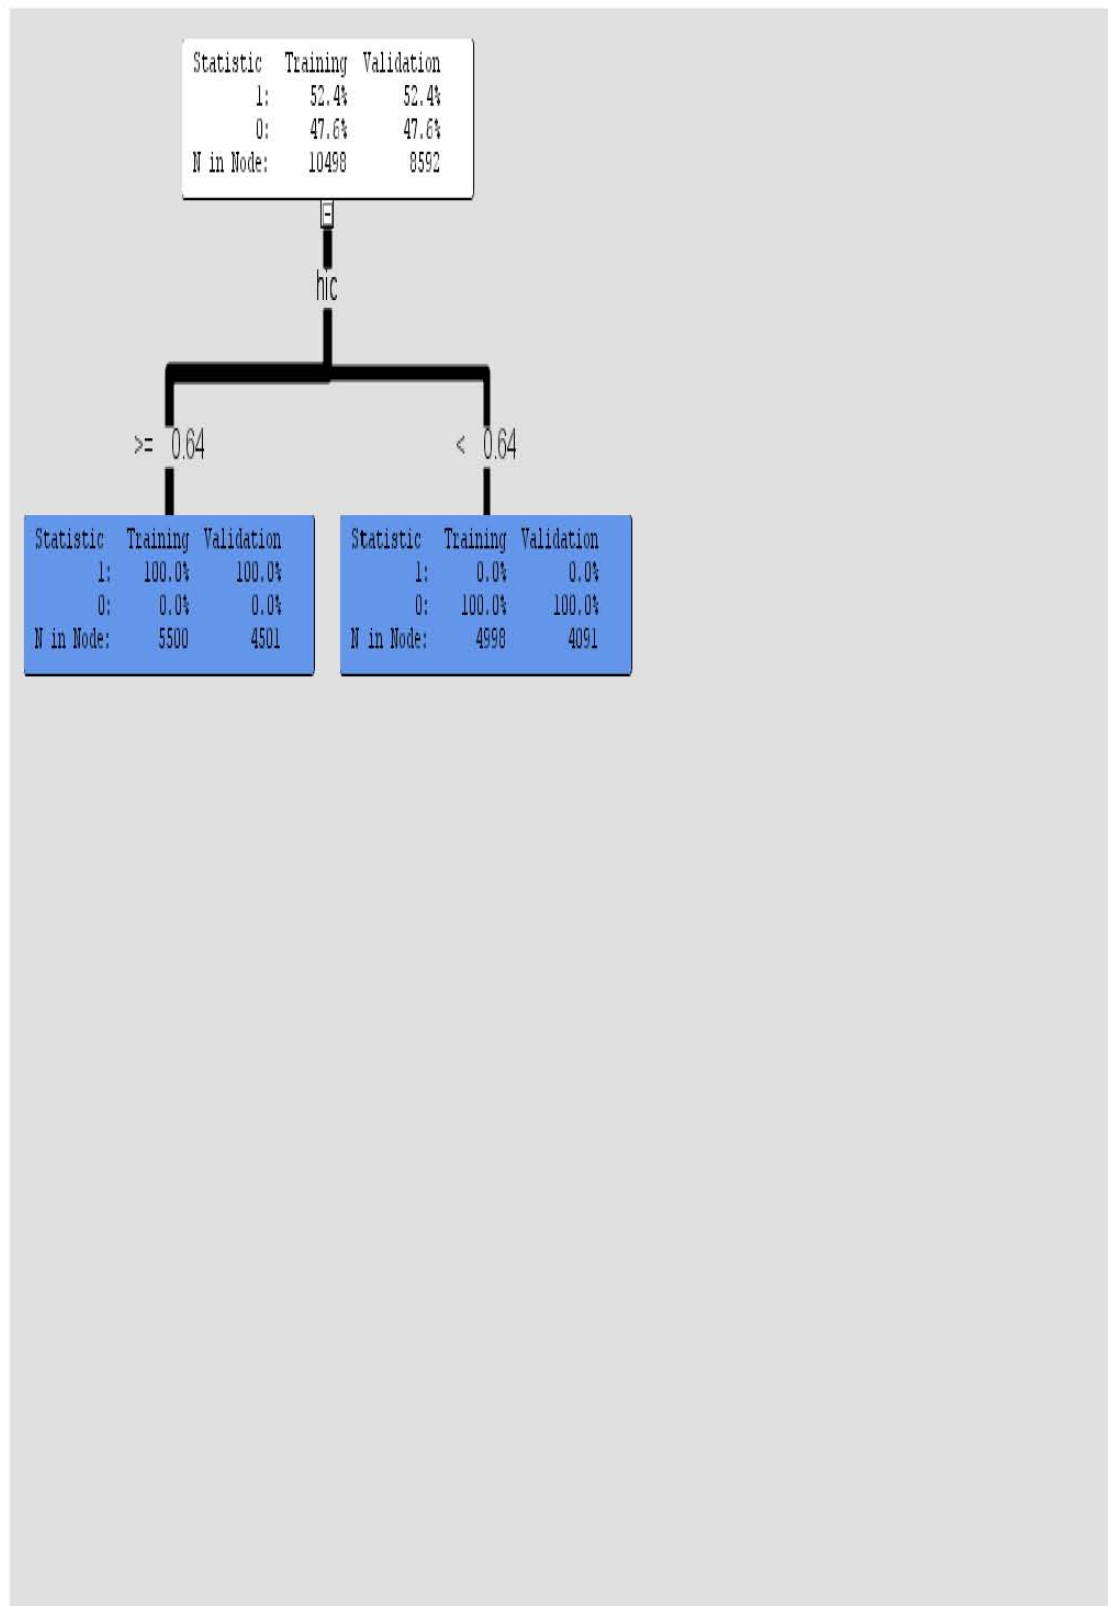 Statistic Training Validation
1: 52.4% 52.4%
0: 47.6% 47.6%
N in Node: 10498 8592
hic
>= 0.64
< 0.64
Statistic Training Validation
1: 100.0% 100.0%
0: 0.0% 0.0%
N in Node: 5500 4501
Statistic Training Validation
1: 0.0% 0.0%
0: 100.0% 100.0%
N in Node: 4998 4091